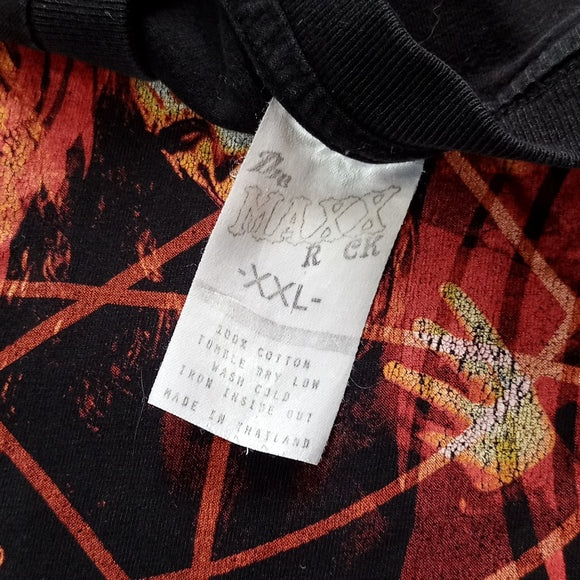 The
MAXX
R CK
-XXL-
100% COTTON
TUMBLE DRY LOW
WASH COLD
IRON INSIDE OUT
MADE IN THAILAND